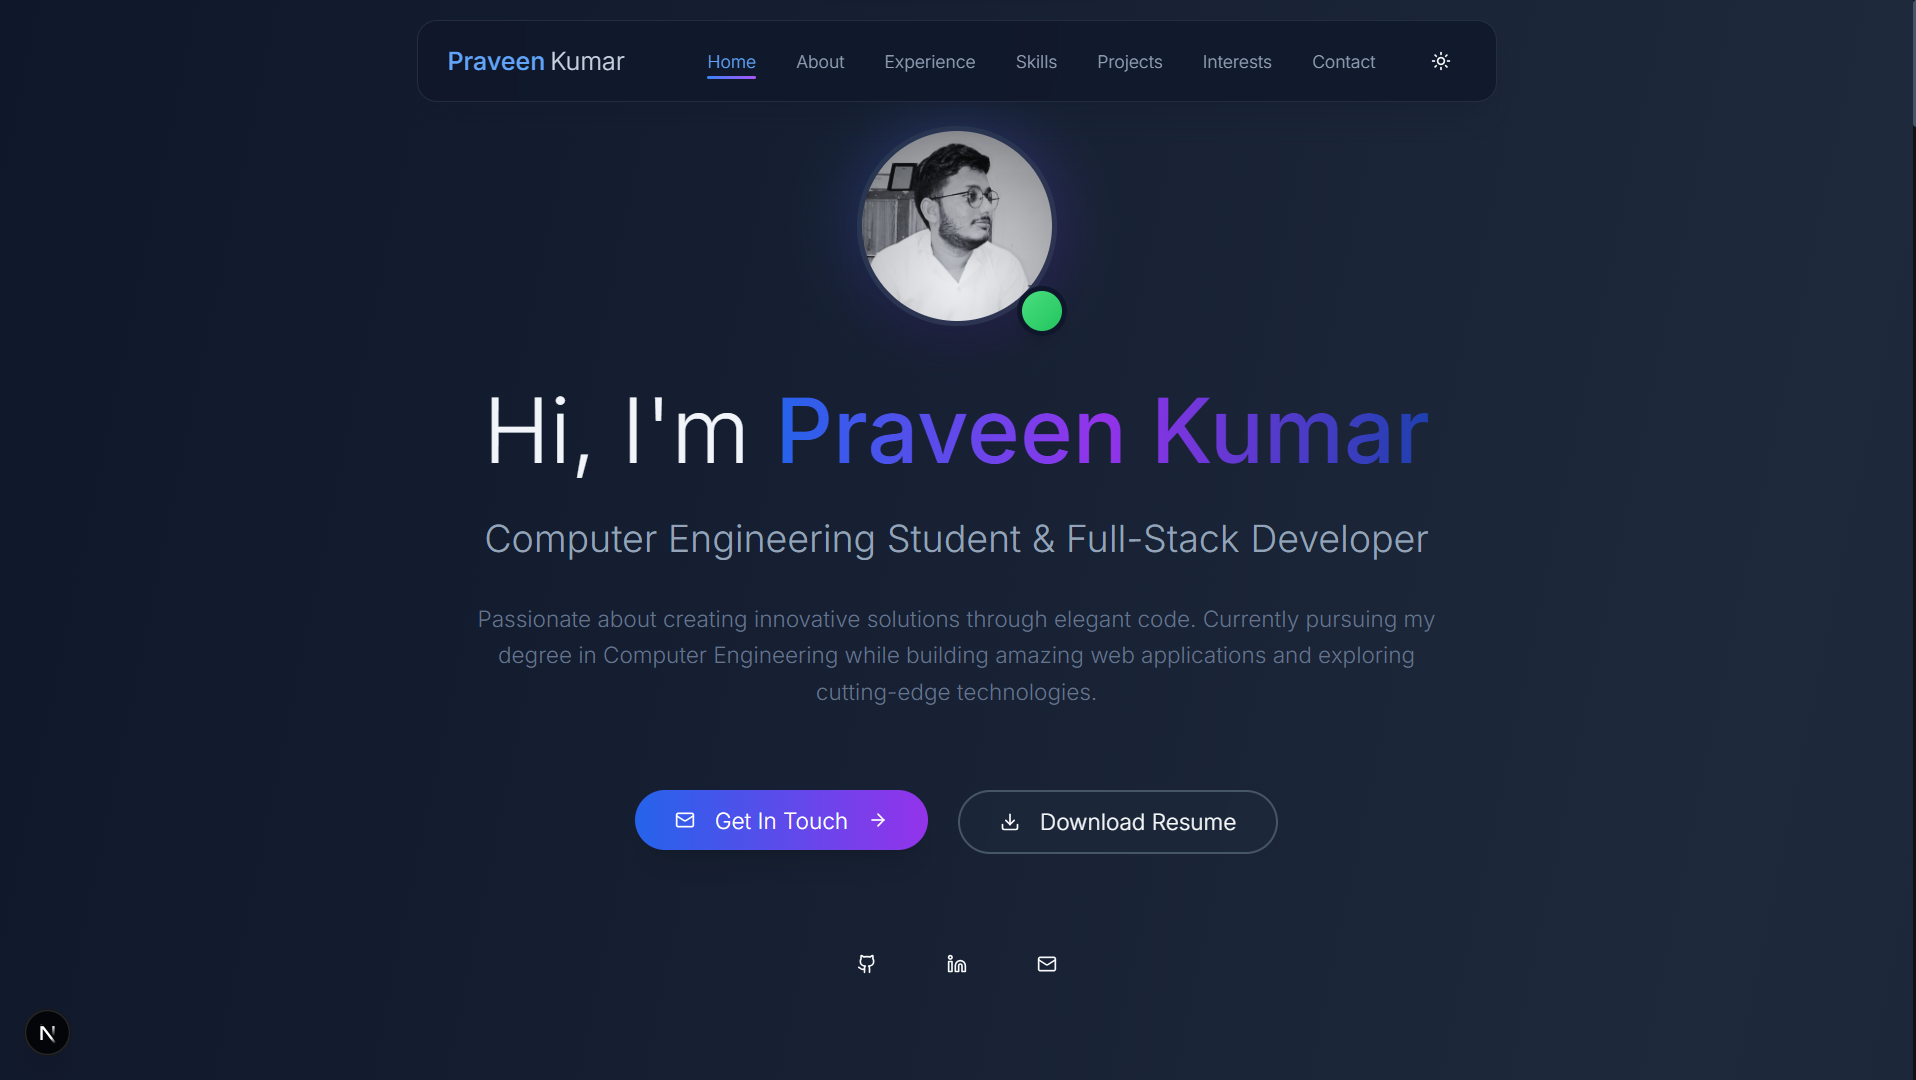 Praveen Kumar
Home
About
Experience
Skills
Projects
Interests
Contact
Hi, I'm Praveen Kumar
Computer Engineering Student & Full-Stack Developer
Passionate about creating innovative solutions through elegant code. Currently pursuing my
degree in Computer Engineering while building amazing web applications and exploring
cutting-edge technologies.
Get In Touch
Download Resume